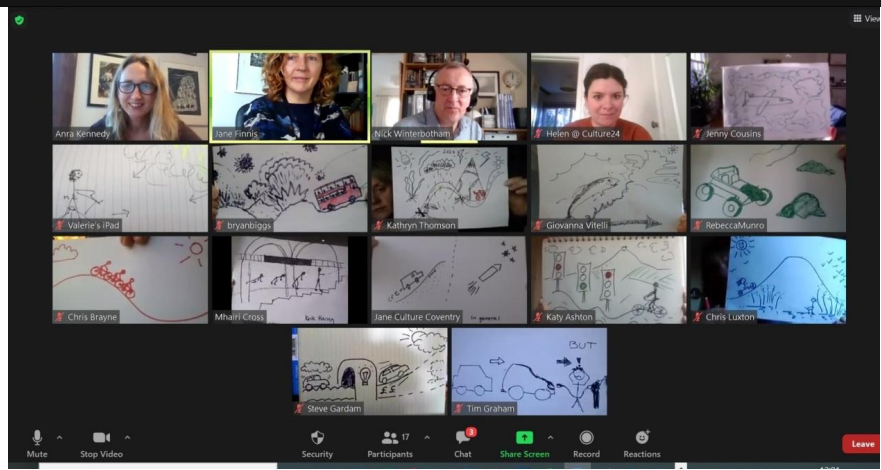 View
Anra Kennedy
Jane Finnis
Nick Winterbotham
Helen @ Culture24
Jenny Cousins
Valerie's iPad
bryanbiggs
Kathryn Thomson
Giovanna Vitelli
RebeccaMunro
Chris Brayne
Mhairi Cross
Jane Culture Coventry
In general
Katy Ashton
Chris Luxton
Steve Gardam
££
BUT
Tim Graham
Mute
Stop Video
Security
Participants
17
Chat
3
Share Screen
Record
Reactions
Leave